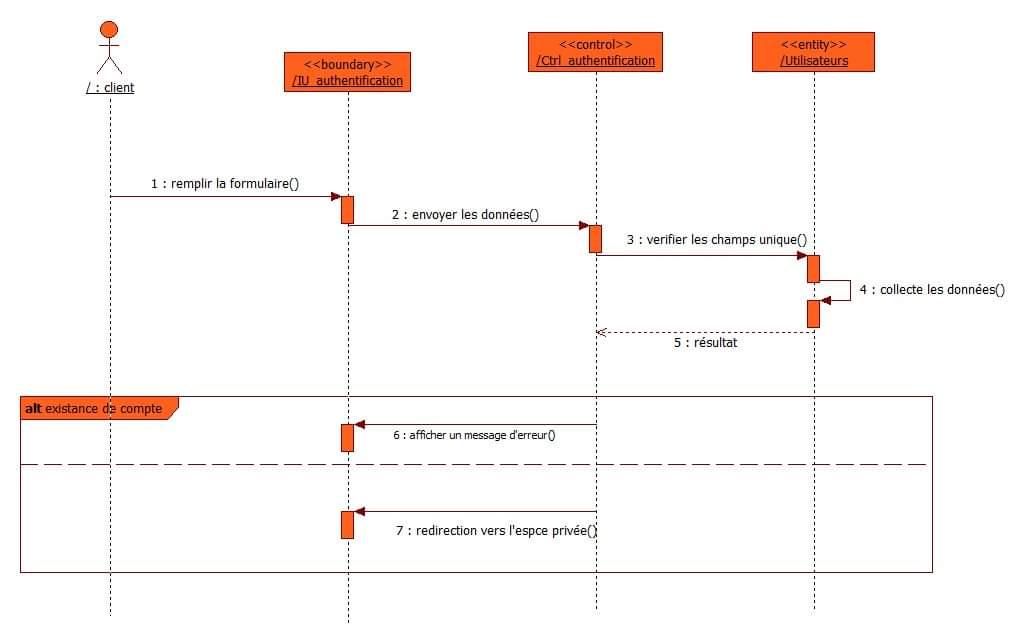 <<control>>
/Ctrl_authentification
<<entity>>
/Utilisateurs
<<boundary>>
/IU_authentification
/ : client
1 : remplir la formulaire()
2 : envoyer les données()
3 : verifier les champs unique()
4 : collecte les données()
5 : résultat
alt existance de compte
6 : afficher un message d'erreur()
7 : redirection vers l'espce privée()